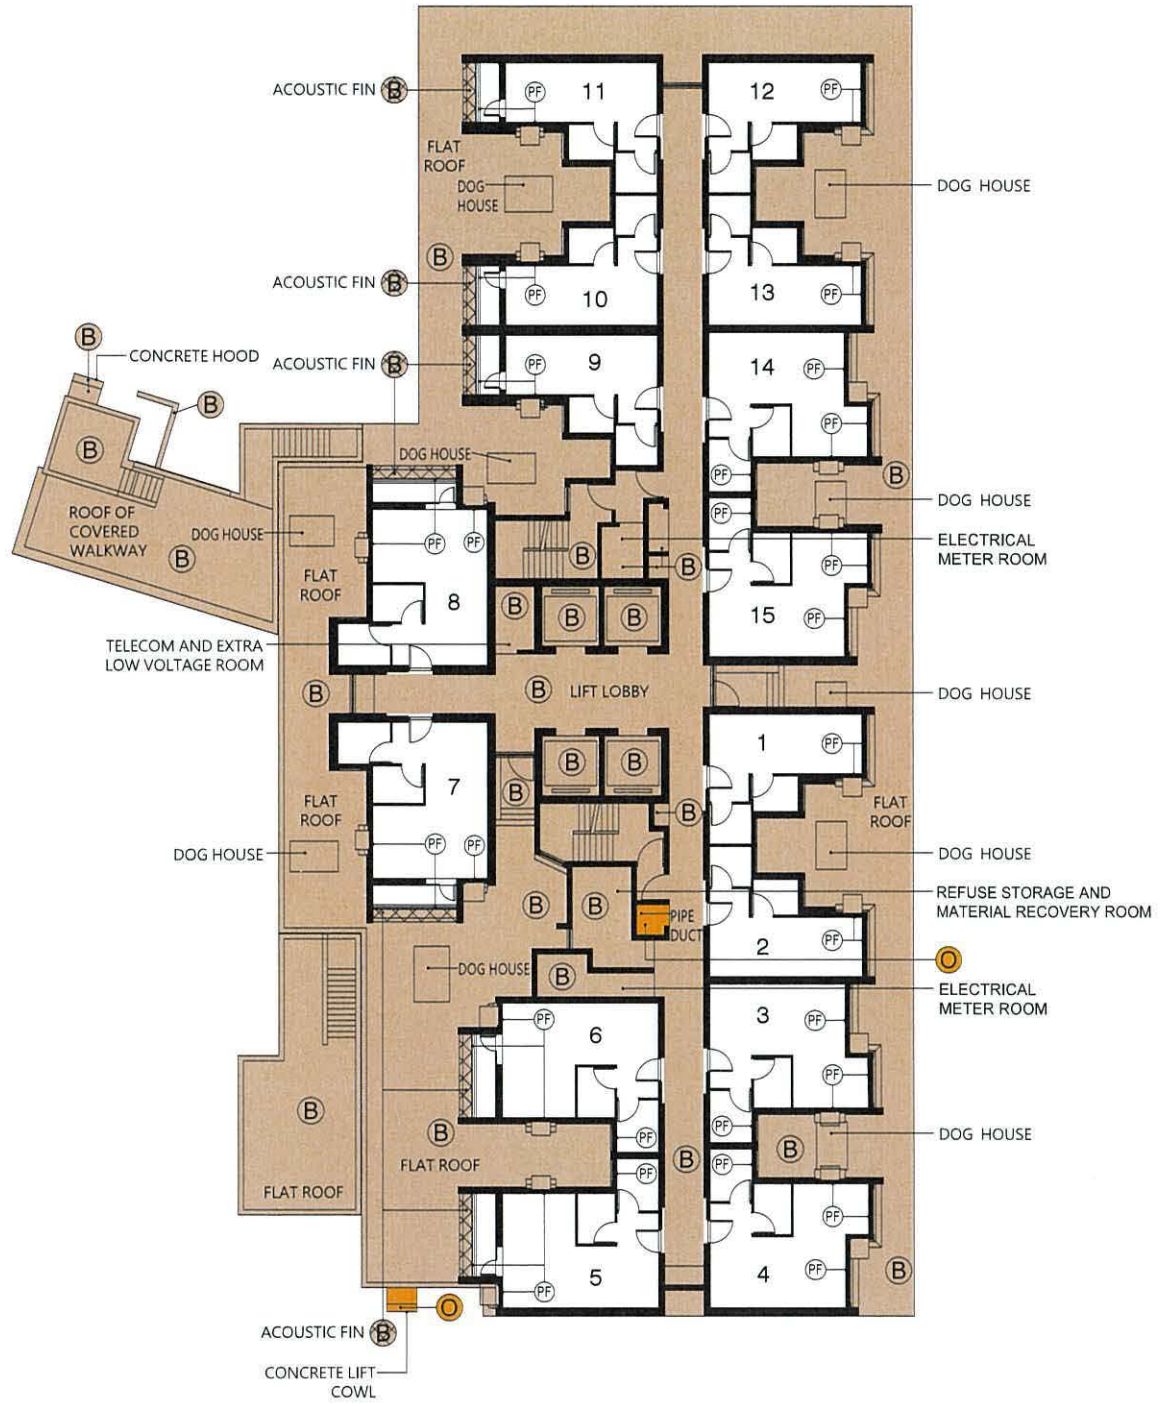 ACOUSTIC FIN B
PF
11
12
PF
FLAT
ROOF
DOG
HOUSE
DOG HOUSE
B
ACOUSTIC FIN B
PF
10
13
PF
B
CONCRETE HOOD
ACOUSTIC FIN B
PF
9
14
PF
B
B
DOG HOUSE
PF
PF
B
ROOF OF
COVERED
WALKWAY
B
DOG HOUSE
PF
PF
DOG HOUSE
PF
B
B
ELECTRICAL
METER ROOM
PF
FLAT
ROOF
8
B
B
B
15
PF
TELECOM AND EXTRA
LOW VOLTAGE ROOM
B
B
LIFT LOBBY
DOG HOUSE
1
PF
B
B
7
B
B
FLAT
ROOF
FLAT
ROOF
DOG HOUSE
PF
PF
DOG HOUSE
REFUSE STORAGE AND
MATERIAL RECOVERY ROOM
B
B
PIPE
DUCT
2
PF
O
DOG HOUSE
B
ELECTRICAL
METER ROOM
PF
6
3
PF
PF
B
B
PF
PF
DOG HOUSE
B
B
FLAT ROOF
PF
PF
FLAT ROOF
PF
5
4
PF
B
PF
O
ACOUSTIC FIN B
CONCRETE LIFT
COWL